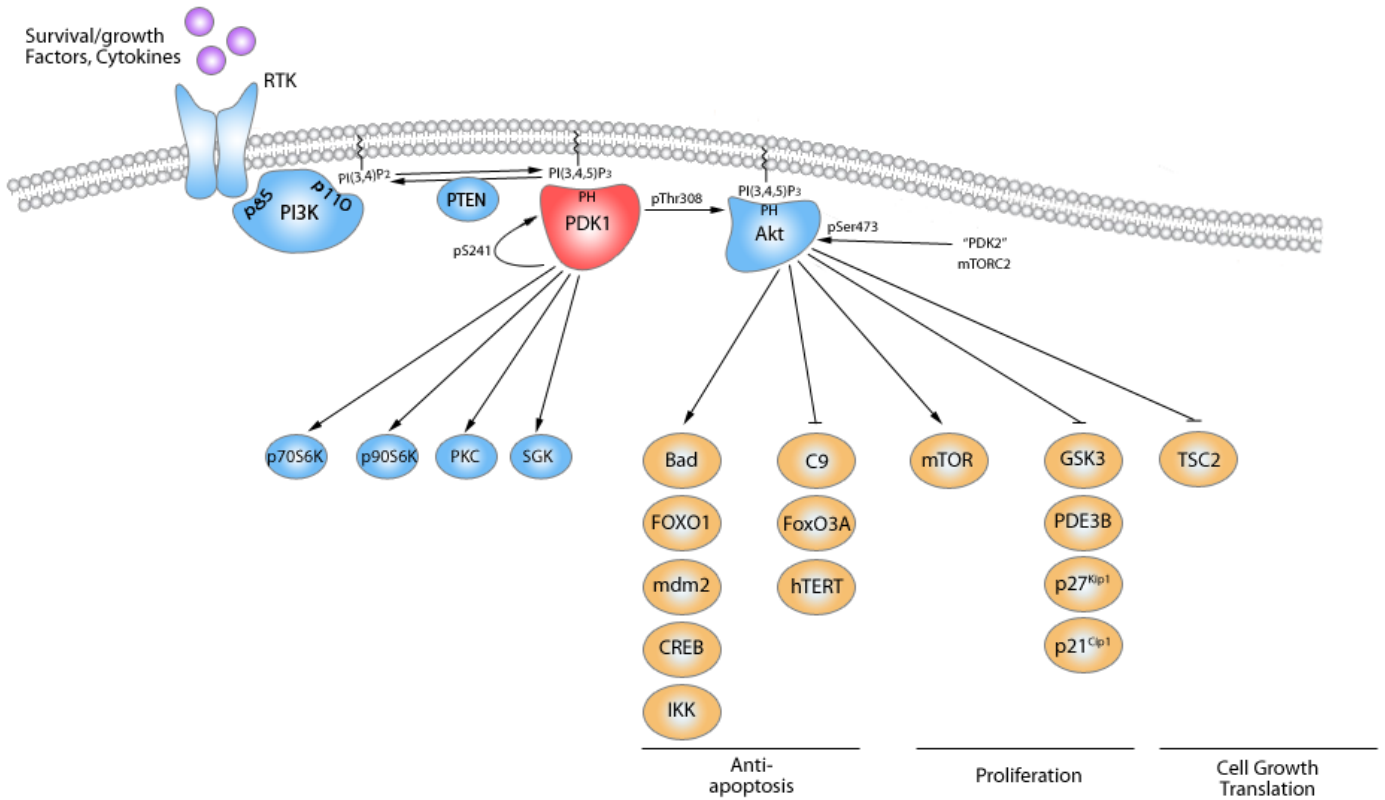 Survival/growth
Factors, Cytokines
RTK
PI(3,4)P2
PI(3,4,5)P3
PI(3,4,5)P3
p85
p110
PI3K
PTEN
PH
PDK1
pThr308
PH
Akt
pSer473
"PDK2"
mTORC2
pS241
p70S6K
p90S6K
PKC
SGK
Bad
C9
mTOR
GSK3
TSC2
FOXO1
FoxO3A
PDE3B
mdm2
hTERT
p27Kip1
CREB
p21Cip1
IKK
Anti-
apoptosis
Proliferation
Cell Growth
Translation